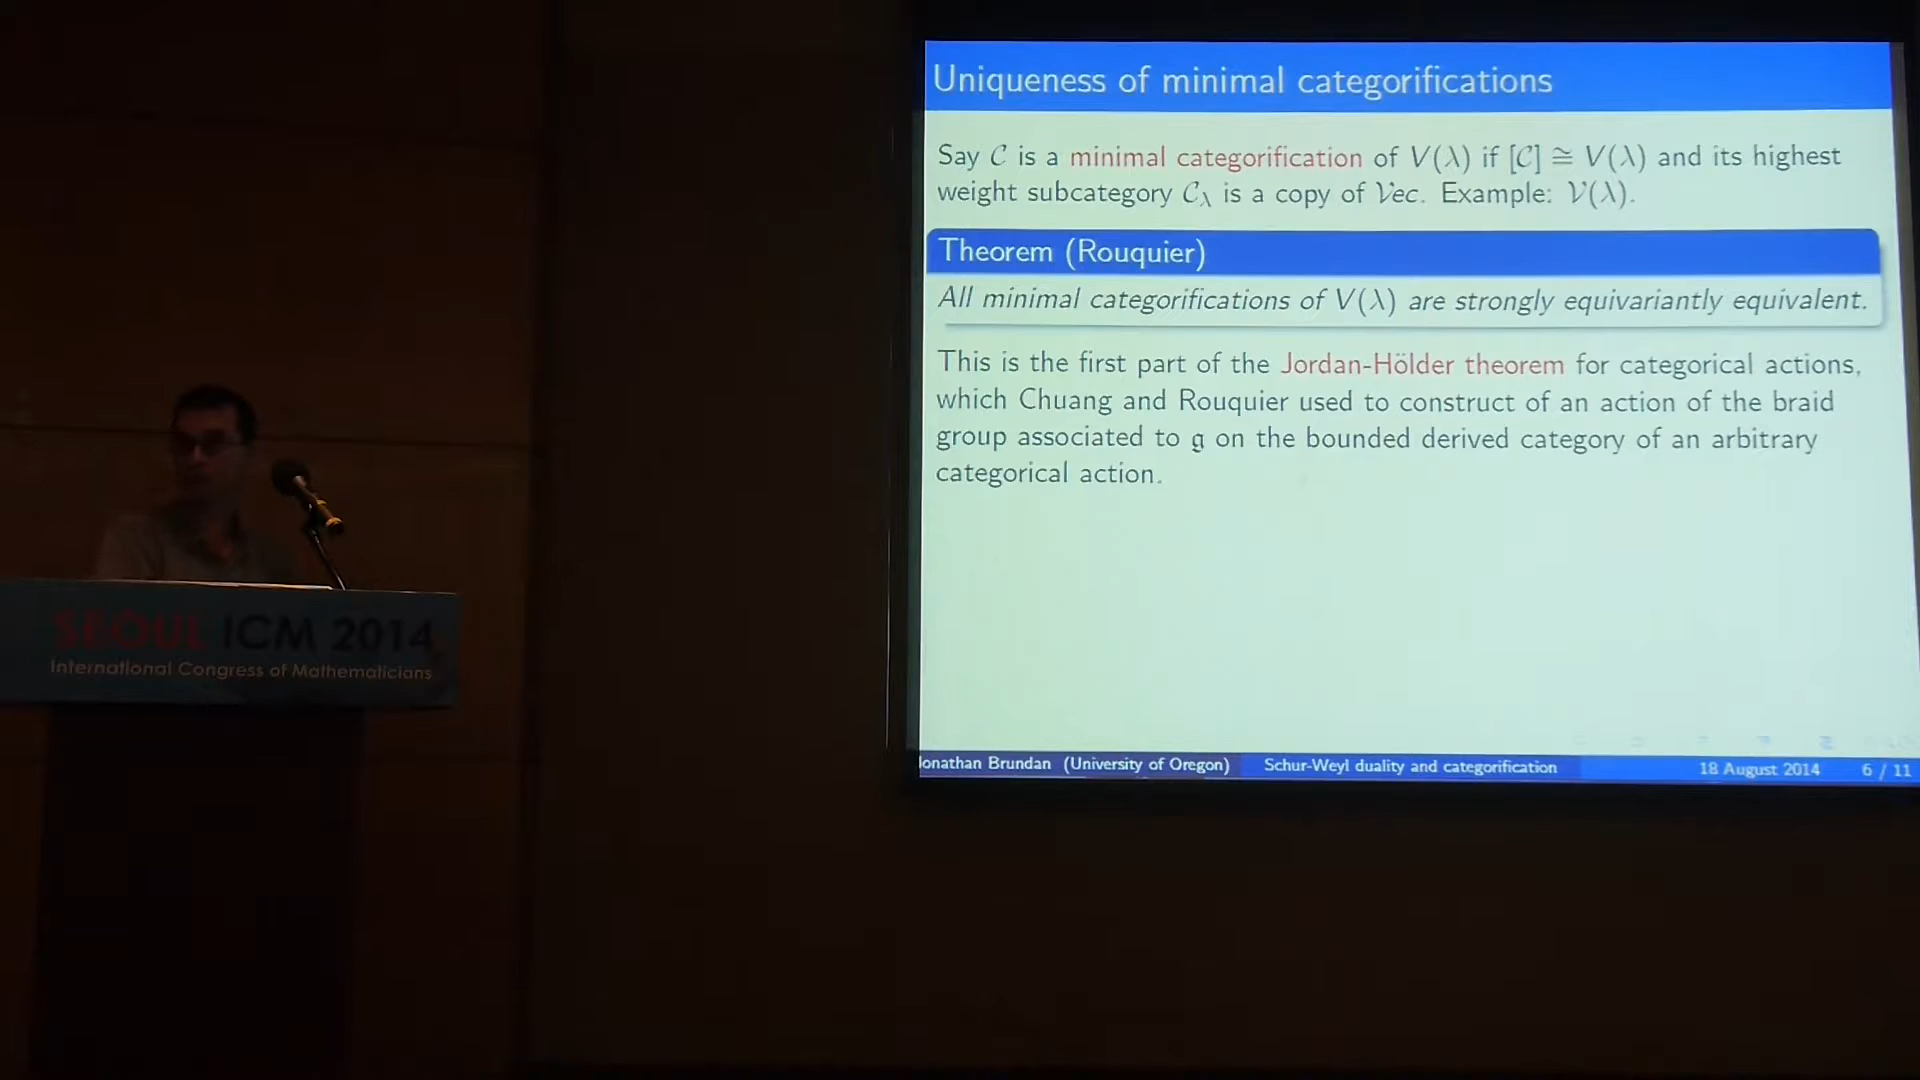 Uniqueness of minimal categorifications
Say 𝒞 is a minimal categorification of V(λ) if [𝒞] ≅ V(λ) and its highest
weight subcategory 𝒞_λ is a copy of 𝒱ec. Example: 𝒱(λ).
Theorem (Rouquier)
All minimal categorifications of V(λ) are strongly equivariantly equivalent.
This is the first part of the Jordan-Hölder theorem for categorical actions,
which Chuang and Rouquier used to construct of an action of the braid
group associated to 𝔤 on the bounded derived category of an arbitrary
categorical action.
Jonathan Brundan (University of Oregon) Schur-Weyl duality and categorification 18 August 2014 6 / 11
SEOUL ICM 2014
International Congress of Mathematicians